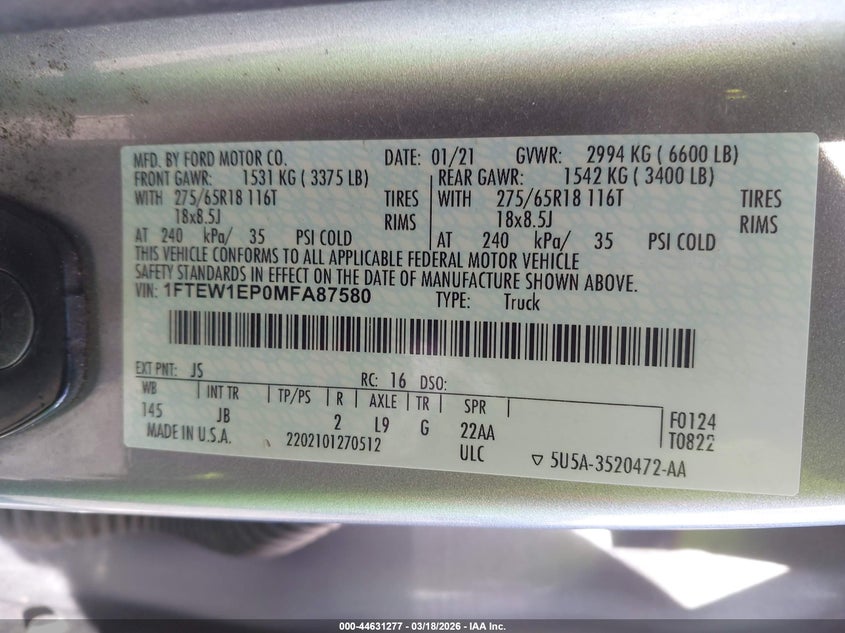 MFD. BY FORD MOTOR CO. DATE: 01/21 GVWR: 2994 KG ( 6600 LB)
FRONT GAWR: 1531 KG ( 3375 LB) REAR GAWR: 1542 KG ( 3400 LB)
WITH 275/65R18 116T TIRES WITH 275/65R18 116T TIRES
18x8.5J RIMS 18x8.5J RIMS
AT 240 kPa/ 35 PSI COLD AT 240 kPa/ 35 PSI COLD
THIS VEHICLE CONFORMS TO ALL APPLICABLE FEDERAL MOTOR VEHICLE
SAFETY STANDARDS IN EFFECT ON THE DATE OF MANUFACTURE SHOWN ABOVE.
VIN: 1FTEW1EP0MFA87580 TYPE: Truck
EXT PNT: JS RC: 16 DSO:
WB INT TR TP/PS R AXLE TR SPR
145 JB 2 L9 G 22AA F0124
MADE IN U.S.A. 2202101270512 ULC T0822
5U5A-3520472-AA
000-44631277 - 03/18/2026 - IAA Inc.